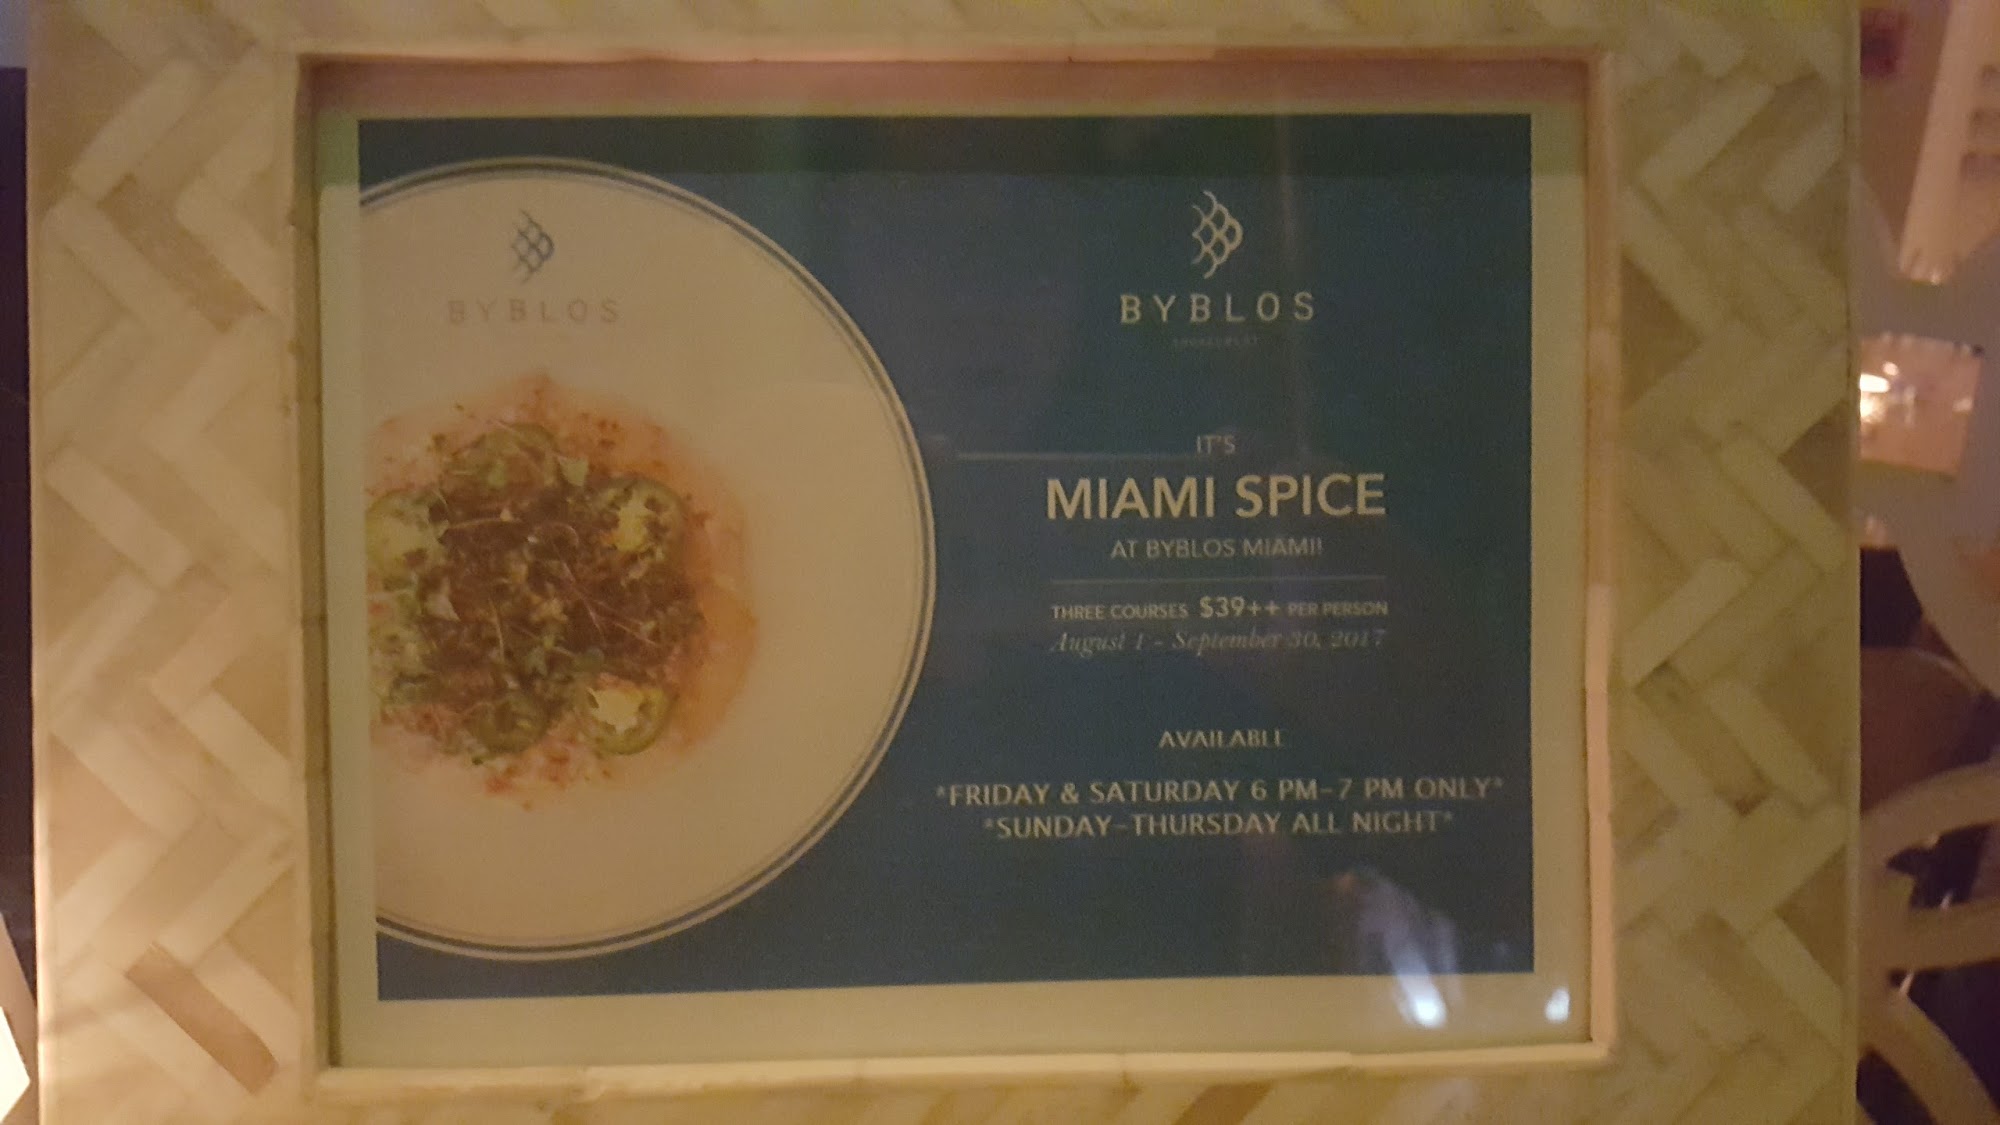 BYBLOS
BYBLOS
IT'S
MIAMI SPICE
AT BYBLOS MIAMI!
THREE COURSES $39++ PER PERSON
August 1 - September 30, 2017
AVAILABLE
*FRIDAY & SATURDAY 6 PM-7 PM ONLY*
*SUNDAY-THURSDAY ALL NIGHT*